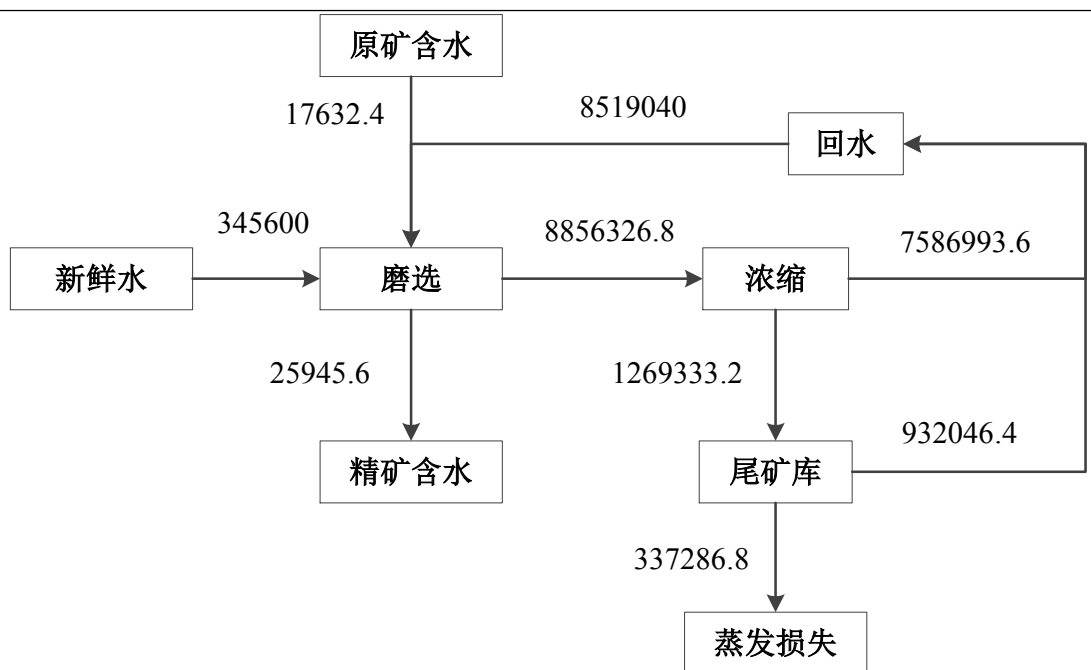 原矿含水
17632.4
8519040
回水
345600
8856326.8
7586993.6
新鲜水
磨选
浓缩
25945.6
1269333.2
932046.4
精矿含水
尾矿库
337286.8
蒸发损失